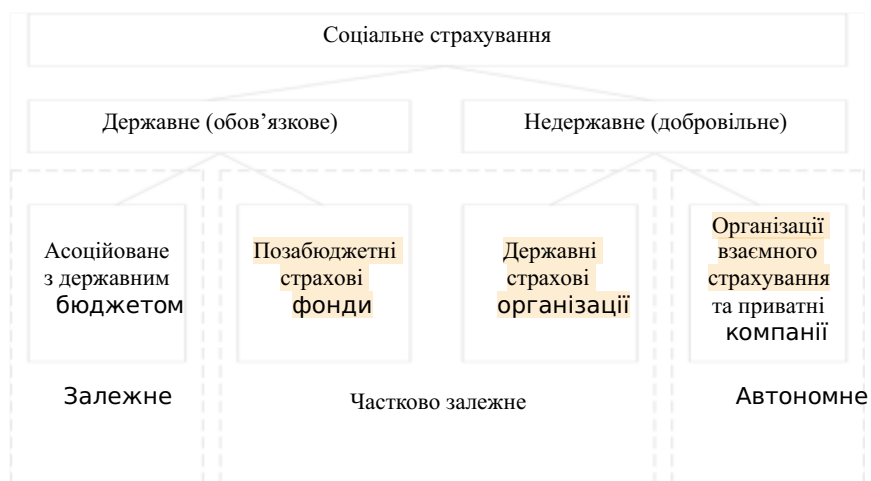 Соціальне страхування
Державне (обов’язкове)
Недержавне (добровільне)
Асоційоване
з державним
бюджетом
Позабюджетні
страхові
фонди
Державні
страхові
організації
Організації
взаємного
страхування
та приватні
компанії
Залежне
Частково залежне
Автономне